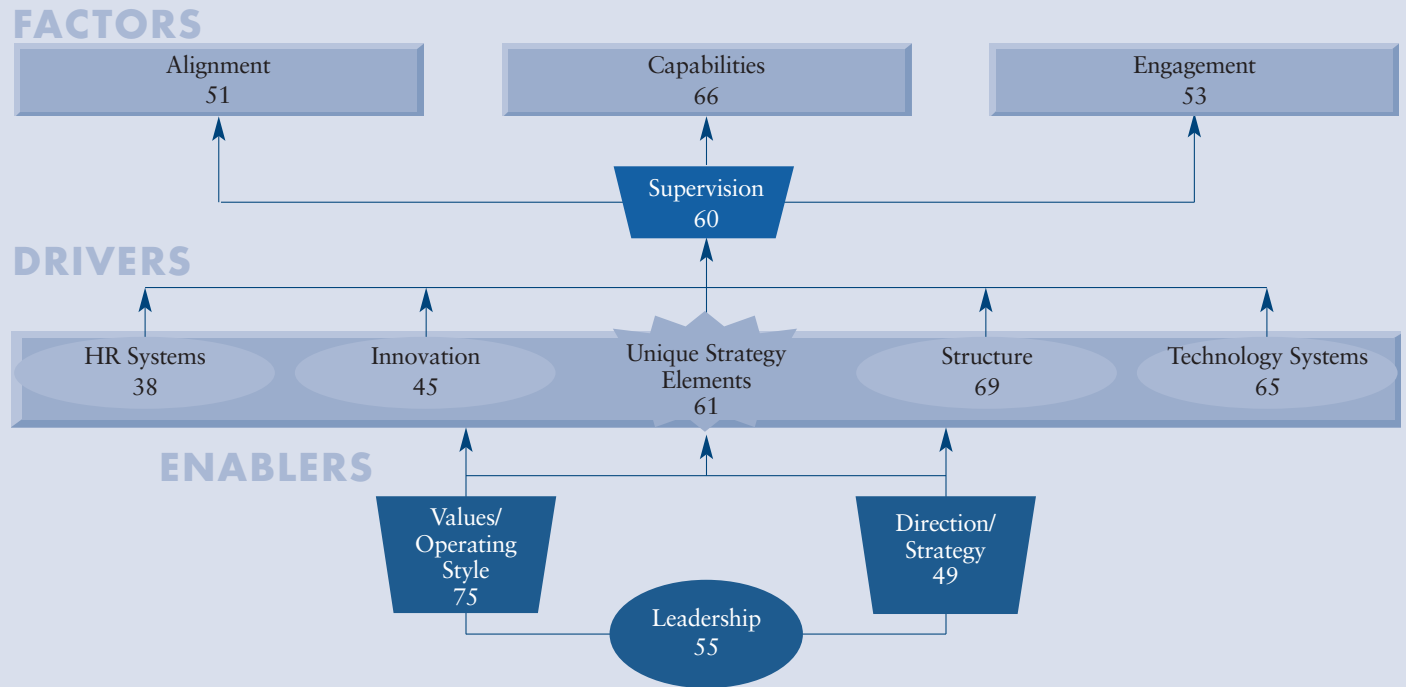 FACTORS
Alignment
51
Capabilities
66
Engagement
53
Supervision
60
DRIVERS
HR Systems
38
Innovation
45
Unique Strategy
Elements
61
Structure
69
Technology Systems
65
ENABLERS
Values/
Operating
Style
75
Direction/
Strategy
49
Leadership
55